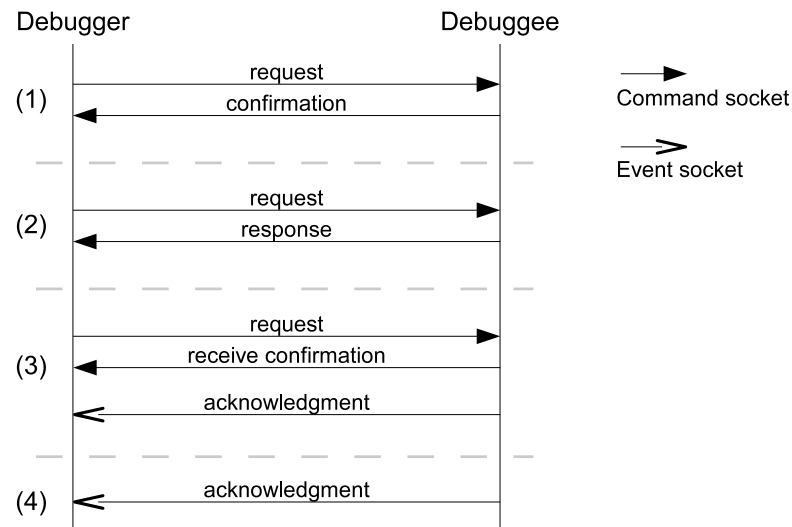 Debugger Debuggee
request
(1)
confirmation
Command socket
Event socket
request
(2)
response
request
(3)
receive confirmation
acknowledgment
(4)
acknowledgment